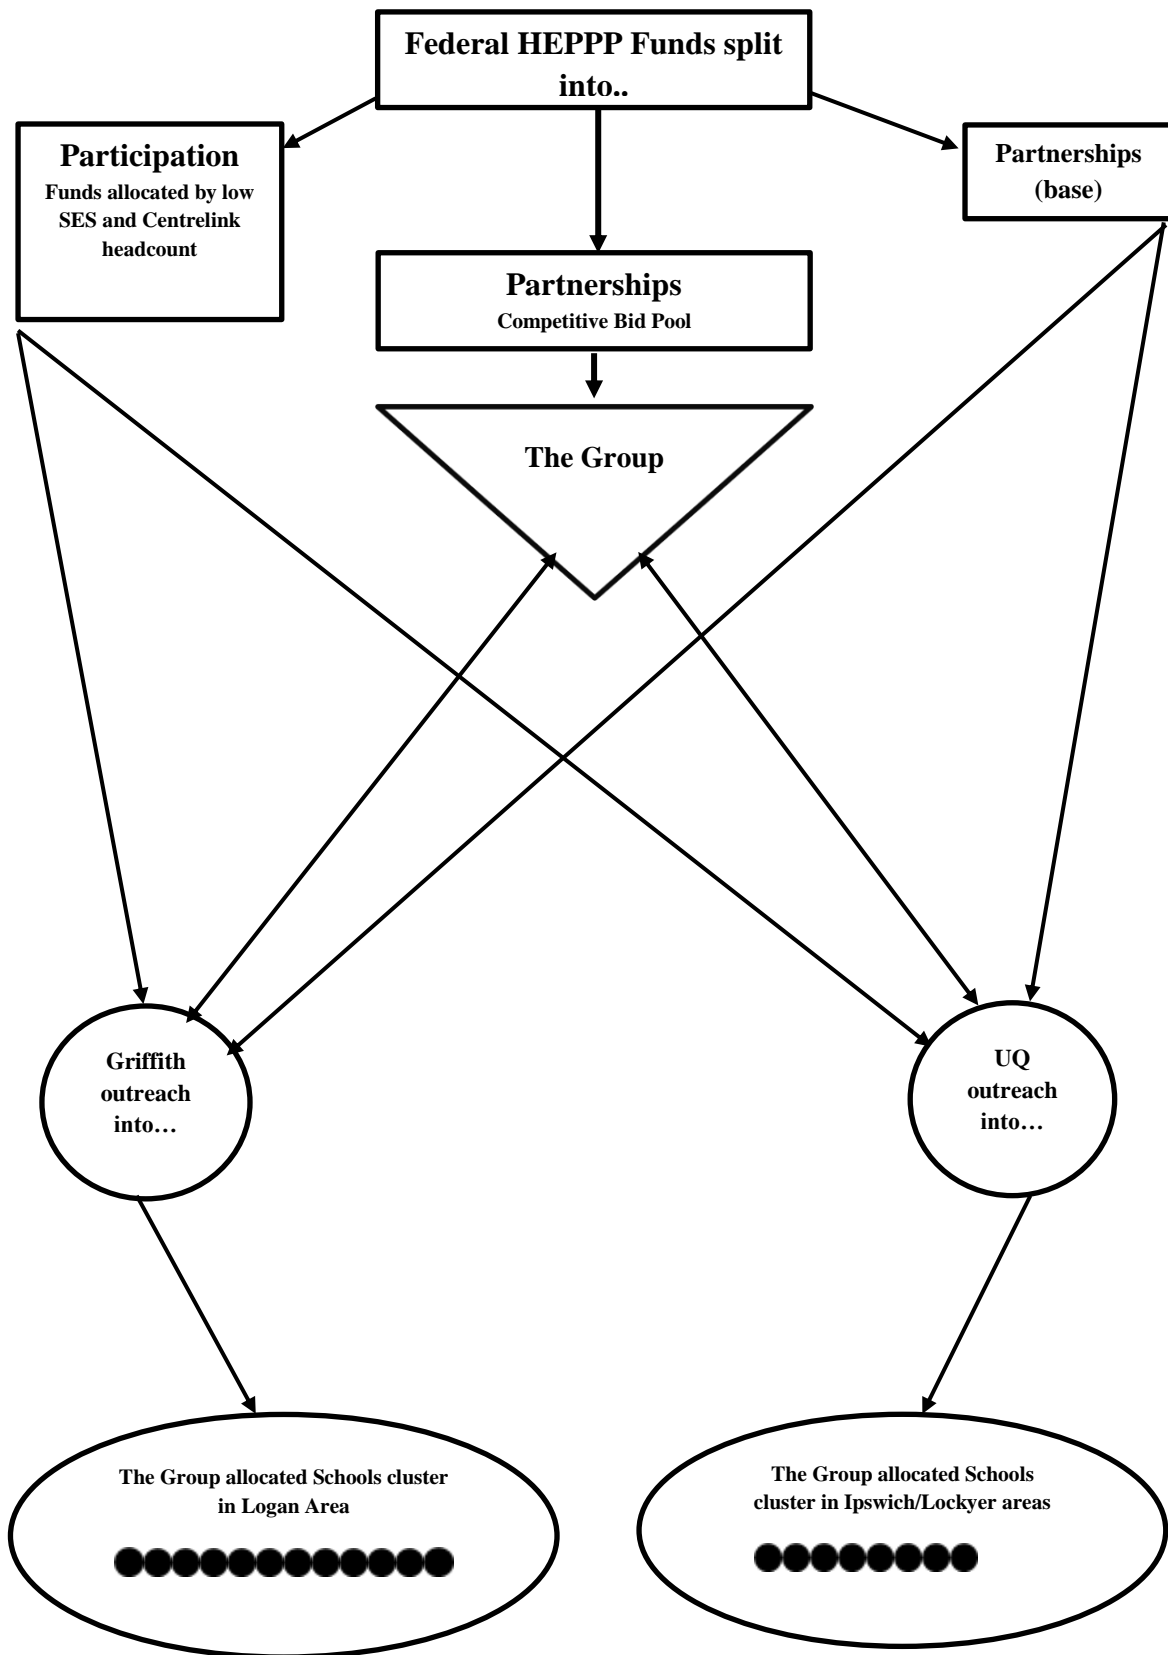 Federal HEPPP Funds split
into..
Participation
Funds allocated by low
SES and Centrelink
headcount
Partnerships
(base)
Partnerships
Competitive Bid Pool
The Group
Griffith
outreach
into…
UQ
outreach
into…
The Group allocated Schools cluster
in Logan Area
The Group allocated Schools
cluster in Ipswich/Lockyer areas